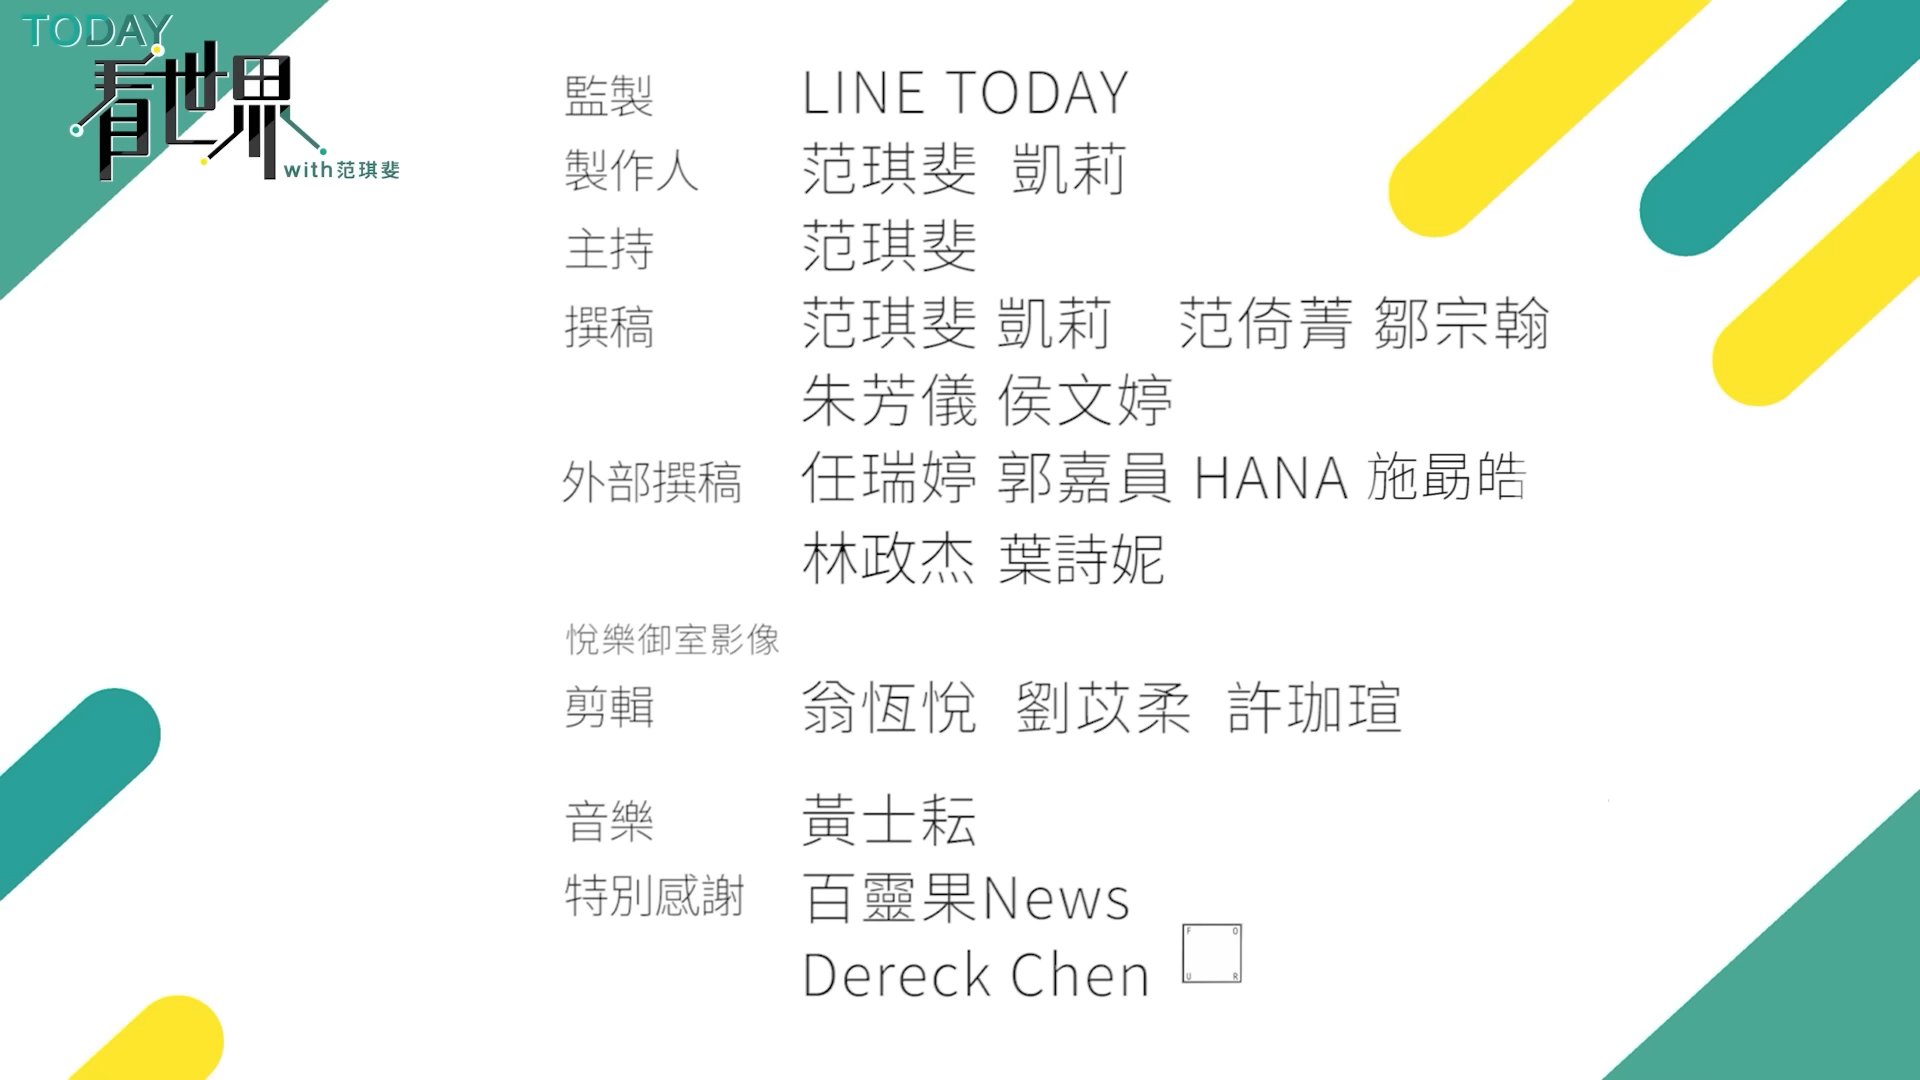 TODAY
看世界
with范琪斐
監製 LINE TODAY
製作人 范琪斐 凱莉
主持 范琪斐
撰稿 范琪斐 凱莉 范倚菁 鄒宗翰
朱芳儀 侯文婷
外部撰稿 任瑞婷 郭嘉員 HANA 施勗皓
林政杰 葉詩妮
悅樂御室影像
剪輯 翁恆悅 劉苡柔 許珈瑄
音樂 黃士耘
特別感謝 百靈果News
Dereck Chen
F O
U R